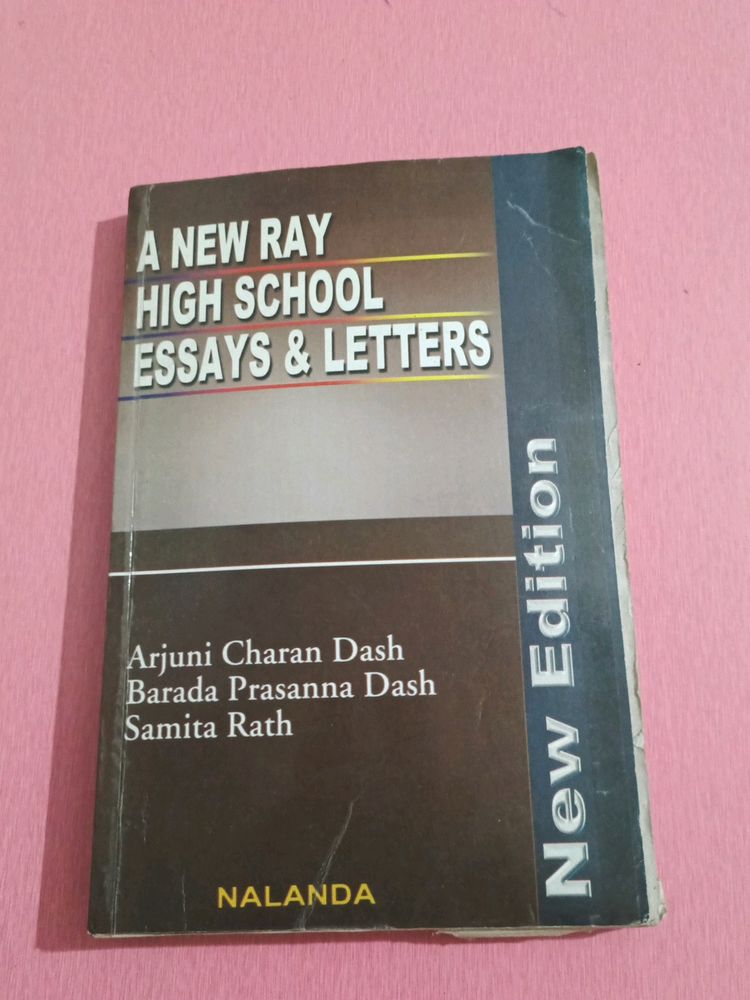 A NEW RAY
HIGH SCHOOL
ESSAYS & LETTERS
New Edition
Arjuni Charan Dash
Barada Prasanna Dash
Samita Rath
NALANDA